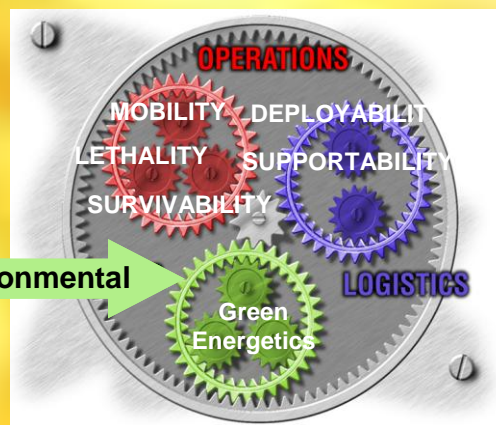 OPERATIONS
MOBILITY
DEPLOYABILIT
LETHALITY
SUPPORTABILITY
SURVIVABILITY
onmental
LOGISTICS
Green
Energetics